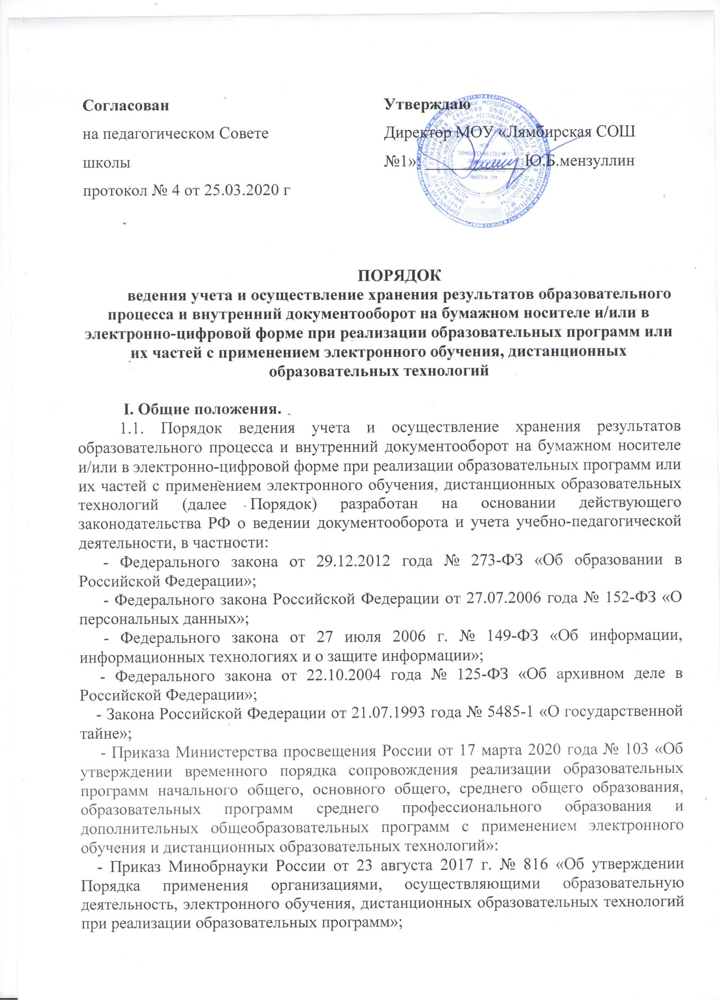 Согласован
на педагогическом Совете
школы
протокол № 4 от 25.03.2020 г
Утверждаю
Директор МОУ «Лямбирская СОШ
№1»: Ю.Б.мензуллин
МОУ
"ЛЯМБИРСКАЯ СОШ №1"
ЛЯМБИРСКОГО
МУНИЦИПАЛЬНОГО
РАЙОНА РМ
ПОРЯДОК
ведения учета и осуществление хранения результатов образовательного
процесса и внутренний документооборот на бумажном носителе и/или в
электронно-цифровой форме при реализации образовательных программ или
их частей с применением электронного обучения, дистанционных
образовательных технологий
I. Общие положения.
1.1. Порядок ведения учета и осуществление хранения результатов
образовательного процесса и внутренний документооборот на бумажном носителе
и/или в электронно-цифровой форме при реализации образовательных программ или
их частей с применением электронного обучения, дистанционных образовательных
технологий (далее - Порядок) разработан на основании действующего
законодательства РФ о ведении документооборота и учета учебно-педагогической
деятельности, в частности:
- Федерального закона от 29.12.2012 года № 273-ФЗ «Об образовании в
Российской Федерации»;
- Федерального закона Российской Федерации от 27.07.2006 года № 152-ФЗ «О
персональных данных»;
- Федерального закона от 27 июля 2006 г. № 149-ФЗ «Об информации,
информационных технологиях и о защите информации»;
- Федерального закона от 22.10.2004 года № 125-ФЗ «Об архивном деле в
Российской Федерации»;
- Закона Российской Федерации от 21.07.1993 года № 5485-1 «О государственной
тайне»;
- Приказа Министерства просвещения России от 17 марта 2020 года № 103 «Об
утверждении временного порядка сопровождения реализации образовательных
программ начального общего, основного общего, среднего общего образования,
образовательных программ среднего профессионального образования и
дополнительных общеобразовательных программ с применением электронного
обучения и дистанционных образовательных технологий»:
- Приказ Минобрнауки России от 23 августа 2017 г. № 816 «Об утверждении
Порядка применения организациями, осуществляющими образовательную
деятельность, электронного обучения, дистанционных образовательных технологий
при реализации образовательных программ»;